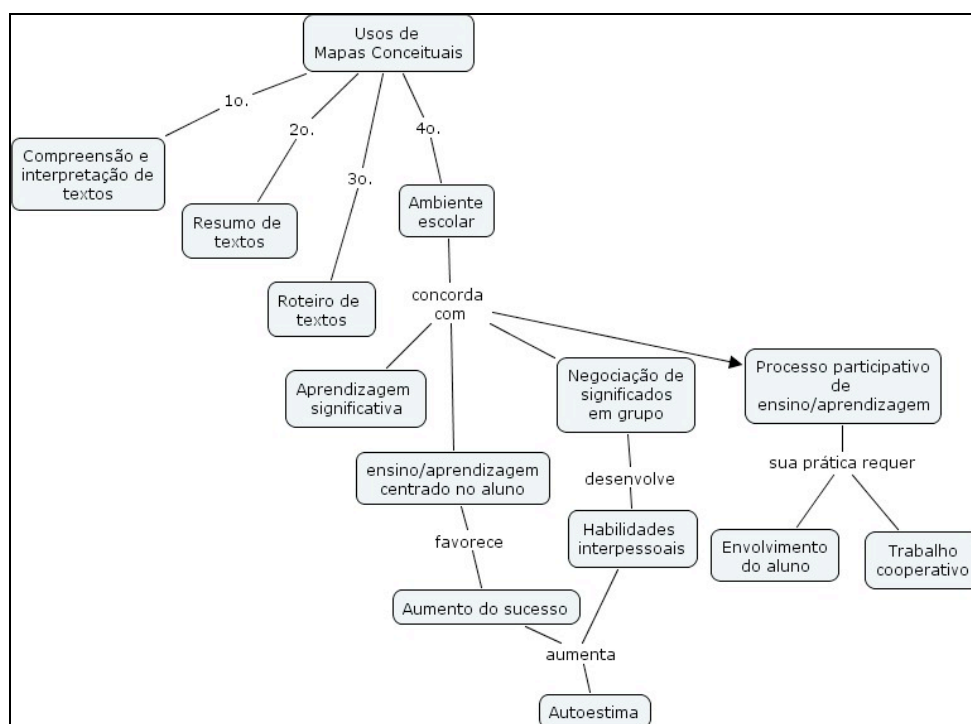 Usos de
Mapas Conceituais
1o.
2o.
3o.
4o.
Compreensão e
interpretação de
textos
Resumo de
textos
Roteiro de
textos
Ambiente
escolar
concorda
com
Aprendizagem
significativa
ensino/aprendizagem
centrado no aluno
Negociação de
significados
em grupo
Processo participativo
de
ensino/aprendizagem
favorece
desenvolve
sua prática requer
Habilidades
interpessoais
Envolvimento
do aluno
Trabalho
cooperativo
Aumento do sucesso
aumenta
Autoestima